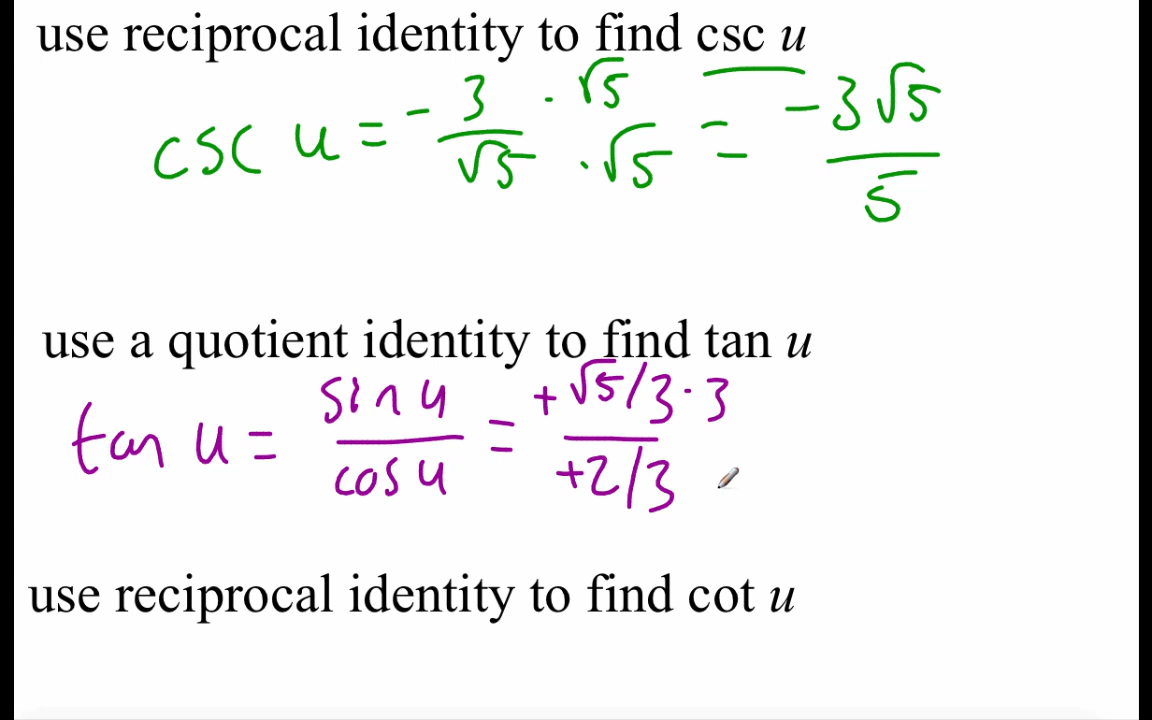 use reciprocal identity to find csc u
csc u = - 3/√5 · √5/· √5 = -3√5/5
use a quotient identity to find tan u
tan u = sin u/cos u = +√5/3 · 3/+2/3
use reciprocal identity to find cot u